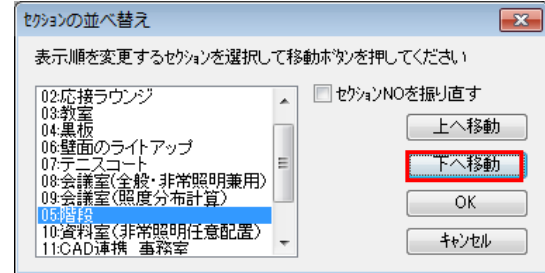 セクションの並べ替え
表示順を変更するセクションを選択して移動ボタンを押してください
02:応接ラウンジ
03:教室
04:黒板
06:壁面のライトアップ
07:テニスコート
08:会議室(全般・非常照明兼用)
09:会議室(照度分布計算)
05:階段
10:資料室(非常照明任意配置)
11:CAD連携 事務室
セクションNOを振り直す
上へ移動
下へ移動
OK
キャンセル